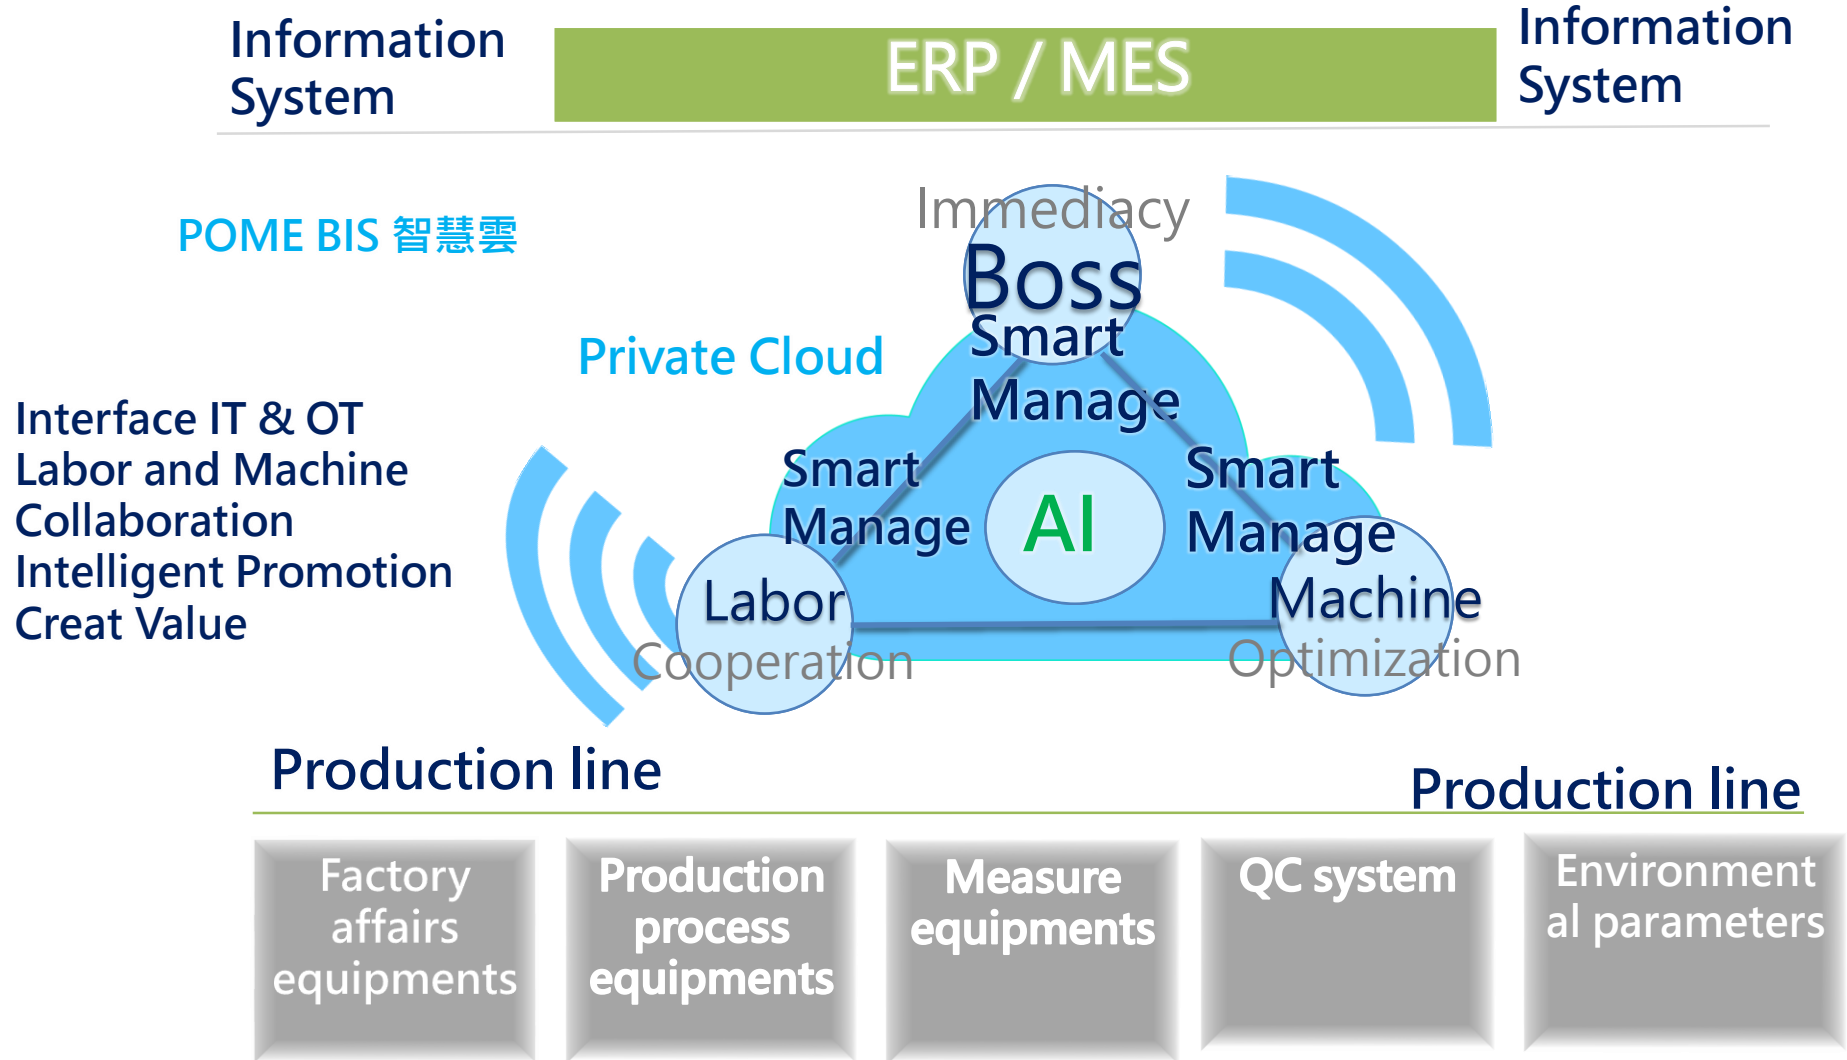 Information
System
ERP / MES
Information
System
POME BIS 智慧雲
Immediacy
Boss
Private Cloud
Smart
Manage
Interface IT & OT
Labor and Machine
Collaboration
Intelligent Promotion
Creat Value
Smart
Manage
AI
Smart
Manage
Labor
Cooperation
Machine
Optimization
Production line
Production line
Factory
affairs
equipments
Production
process
equipments
Measure
equipments
QC system
Environment
al parameters